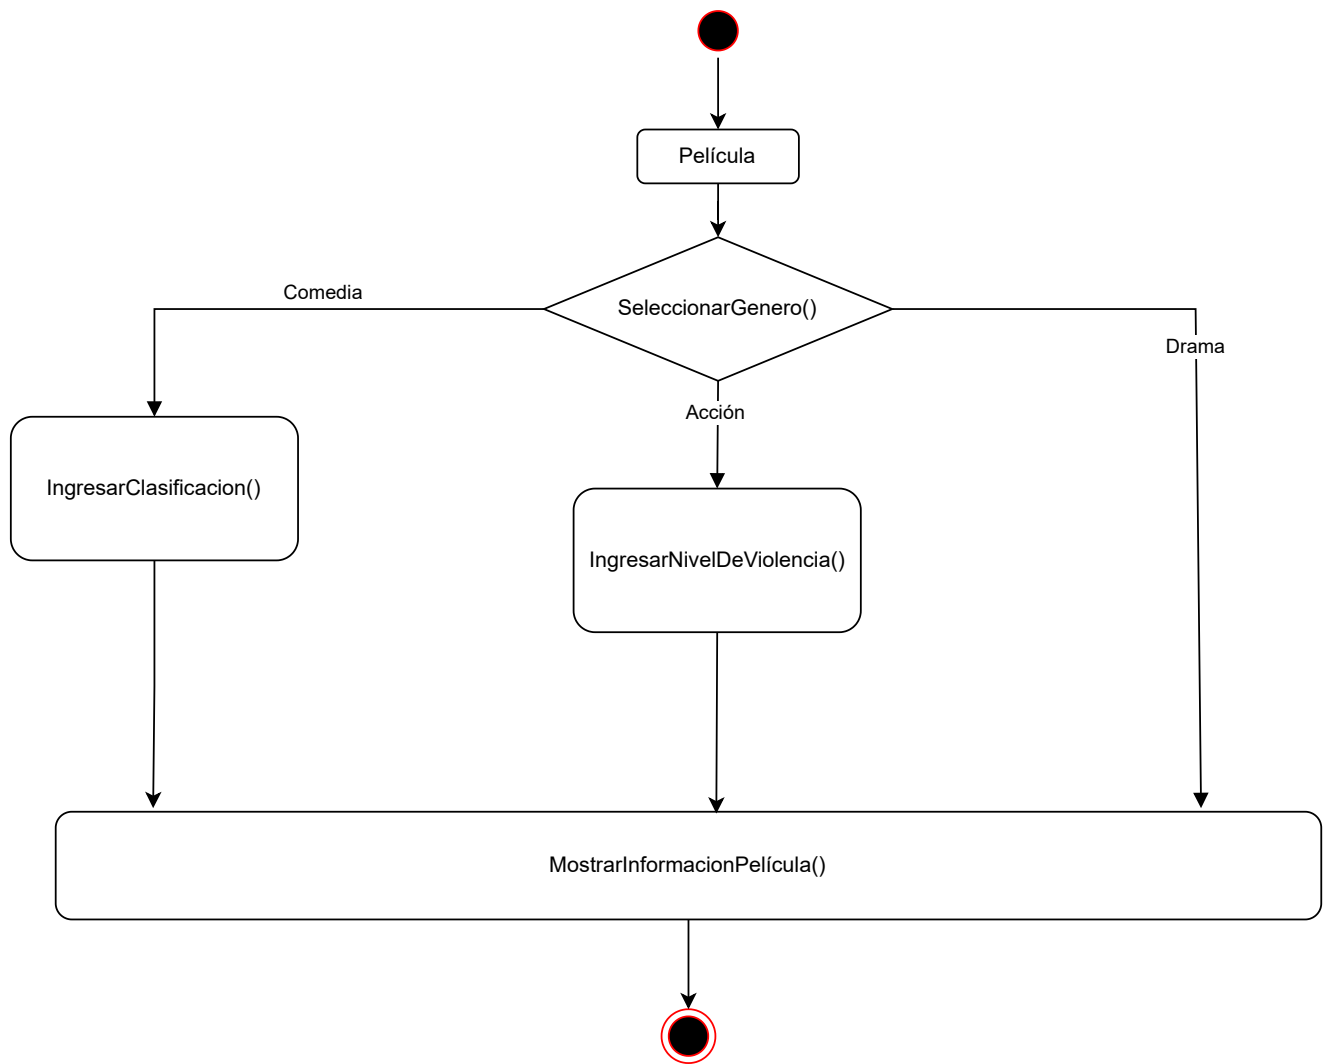 Película
SeleccionarGenero()
Comedia
Drama
Acción
IngresarClasificacion()
IngresarNivelDeViolencia()
MostrarInformacionPelícula()